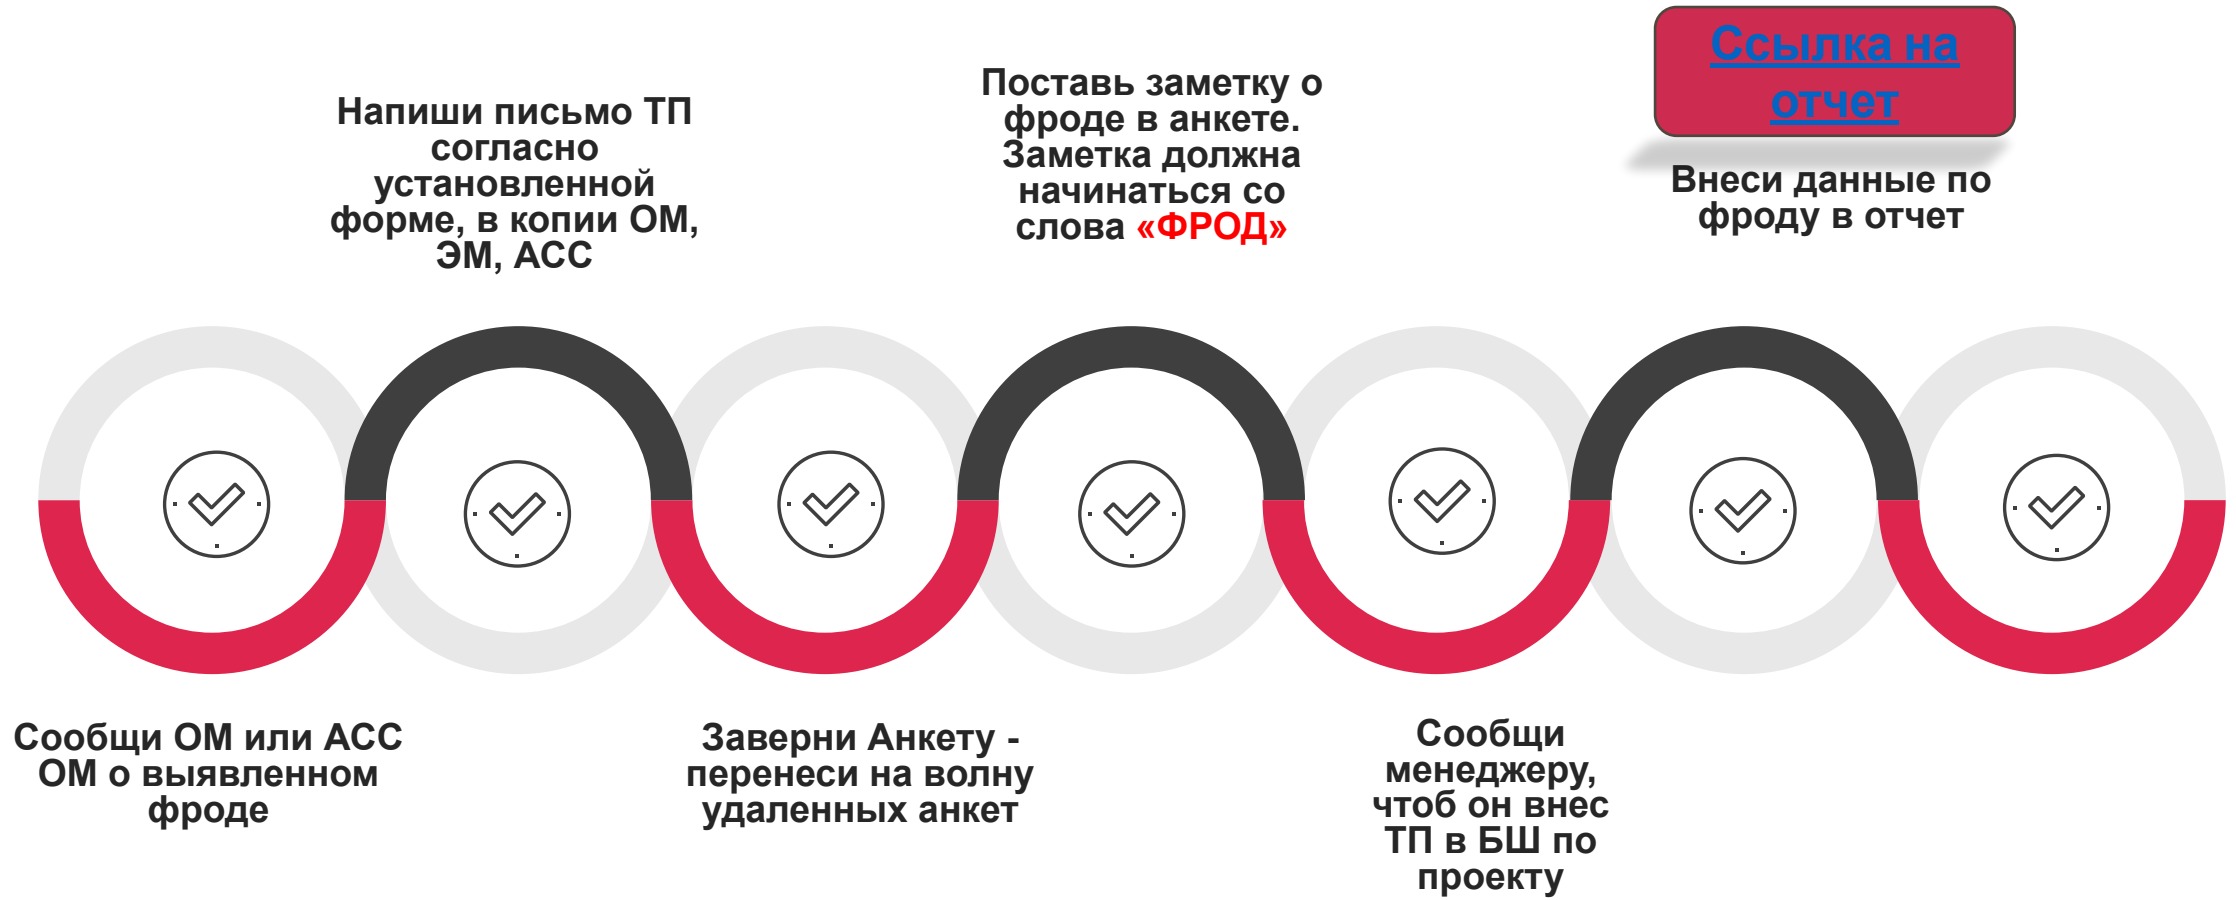 Сообщи ОМ или АСС
ОМ о выявленном
фроде
Напиши письмо ТП
согласно
установленной
форме, в копии ОМ,
ЭМ, АСС
Заверни Анкету -
перенеси на волну
удаленных анкет
Поставь заметку о
фроде в анкете.
Заметка должна
начинаться со
слова «ФРОД»
Сообщи
менеджеру,
чтоб он внес
ТП в БШ по
проекту
Ссылка на
отчет
Внеси данные по
фроду в отчет